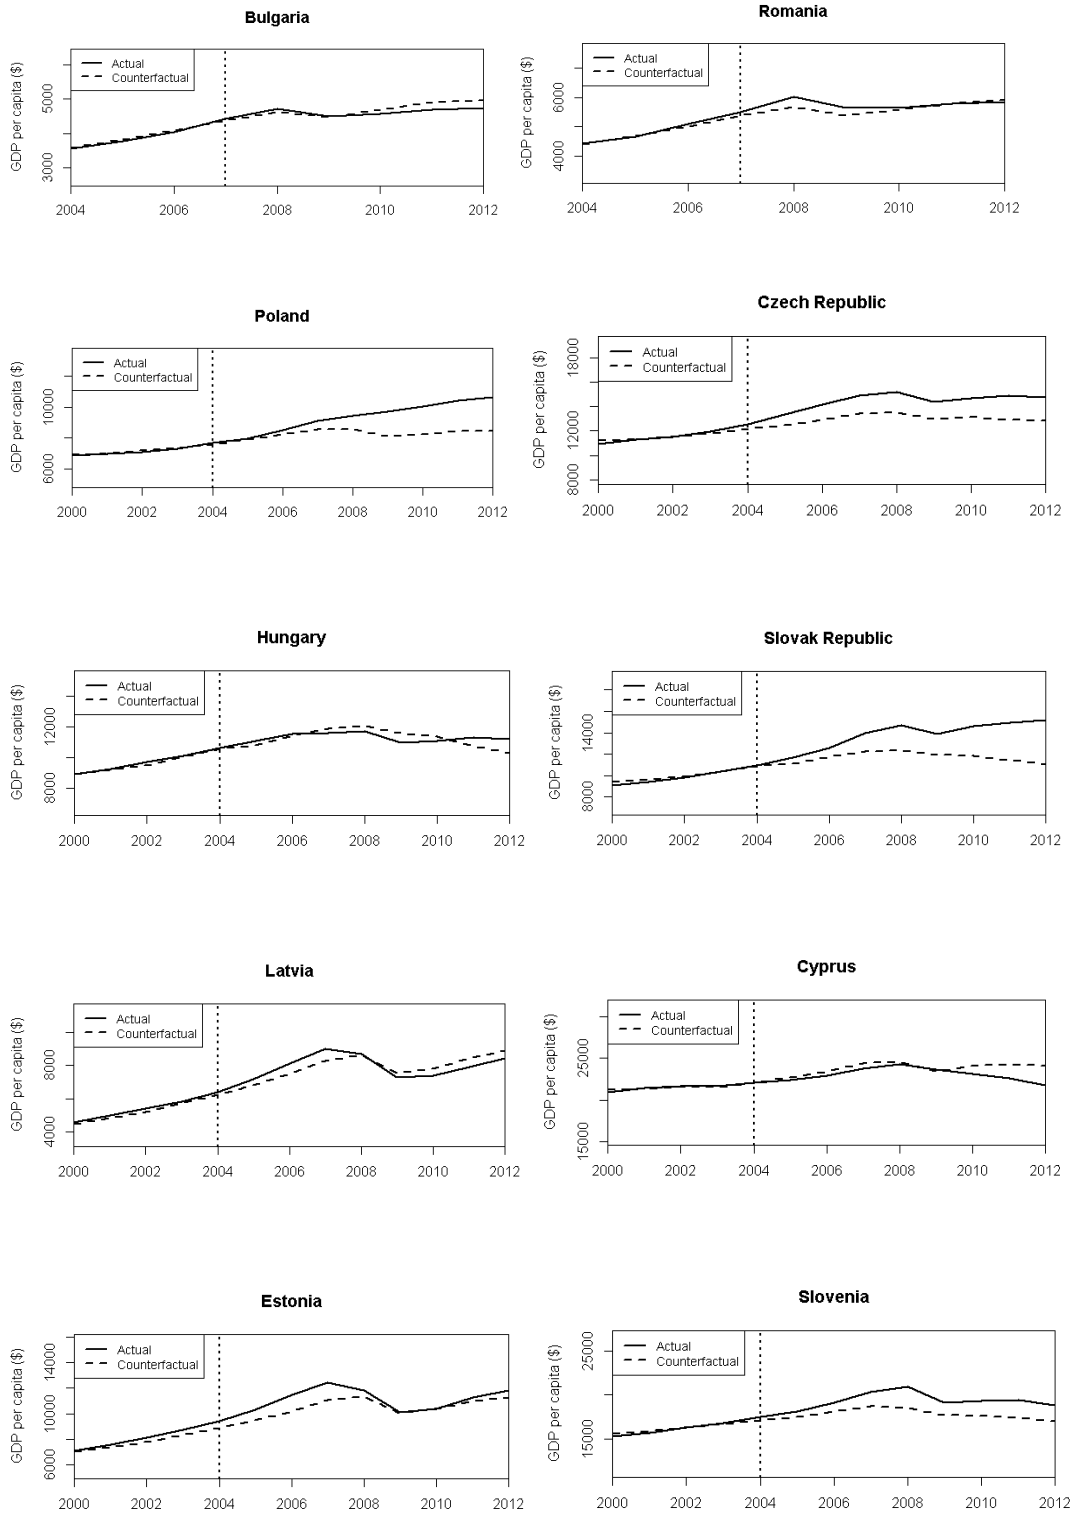 Bulgaria
GDP per capita ($)
3000 5000
Actual
Counterfactual
2004 2006 2008 2010 2012
Romania
GDP per capita ($)
4000 6000
Actual
Counterfactual
2004 2006 2008 2010 2012
Poland
GDP per capita ($)
6000 10000
Actual
Counterfactual
2000 2002 2004 2006 2008 2010 2012
Czech Republic
GDP per capita ($)
8000 12000 18000
Actual
Counterfactual
2000 2002 2004 2006 2008 2010 2012
Hungary
GDP per capita ($)
8000 12000
Actual
Counterfactual
2000 2002 2004 2006 2008 2010 2012
Slovak Republic
GDP per capita ($)
8000 14000
Actual
Counterfactual
2000 2002 2004 2006 2008 2010 2012
Latvia
GDP per capita ($)
4000 8000
Actual
Counterfactual
2000 2002 2004 2006 2008 2010 2012
Cyprus
GDP per capita ($)
15000 25000
Actual
Counterfactual
2000 2002 2004 2006 2008 2010 2012
Estonia
GDP per capita ($)
6000 10000 14000
Actual
Counterfactual
2000 2002 2004 2006 2008 2010 2012
Slovenia
GDP per capita ($)
15000 25000
Actual
Counterfactual
2000 2002 2004 2006 2008 2010 2012